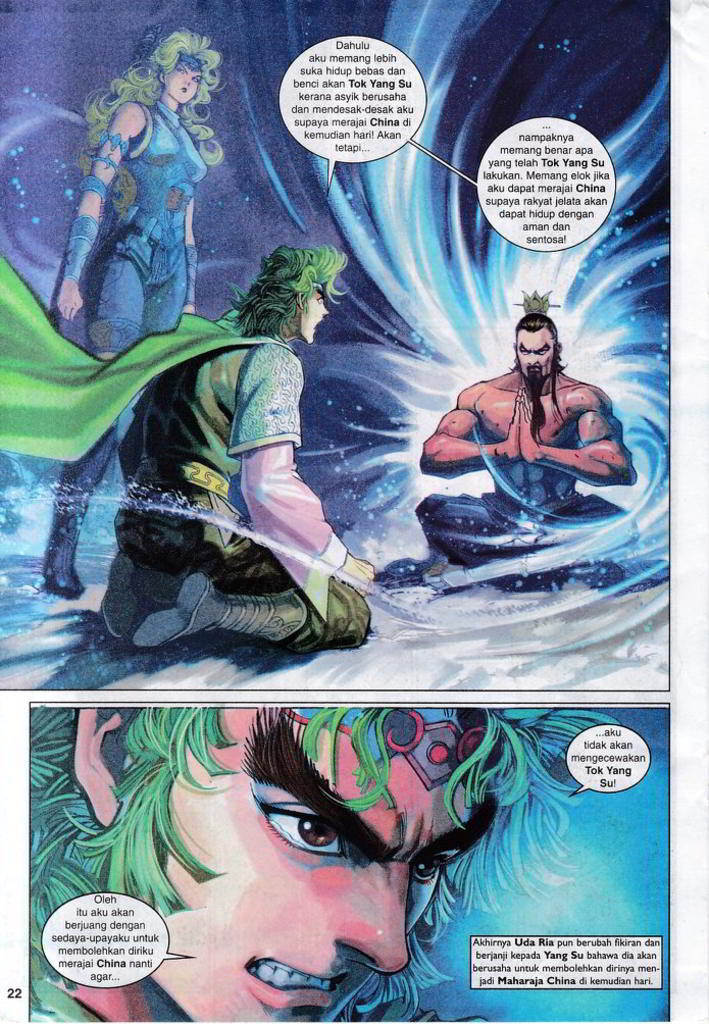 Dahulu
aku memang lebih
suka hidup bebas dan
benci akan Tok Yang Su
kerana asyik berusaha
dan mendesak-desak aku
supaya merajai China di
kemudian hari! Akan
tetapi...
...
nampaknya
memang benar apa
yang telah Tok Yang Su
lakukan. Memang elok jika
aku dapat merajai China
supaya rakyat jelata akan
dapat hidup dengan
aman dan
sentosa!
...aku
tidak akan
mengecewakan
Tok Yang
Su!
Oleh
itu aku akan
berjuang dengan
sedaya-upayaku untuk
membolehkan diriku
merajai China nanti
agar...
Akhirnya Uda Ria pun berubah fikiran dan
berjanji kepada Yang Su bahawa dia akan
berusaha untuk membolehkan dirinya men-
jadi Maharaja China di kemudian hari.
22